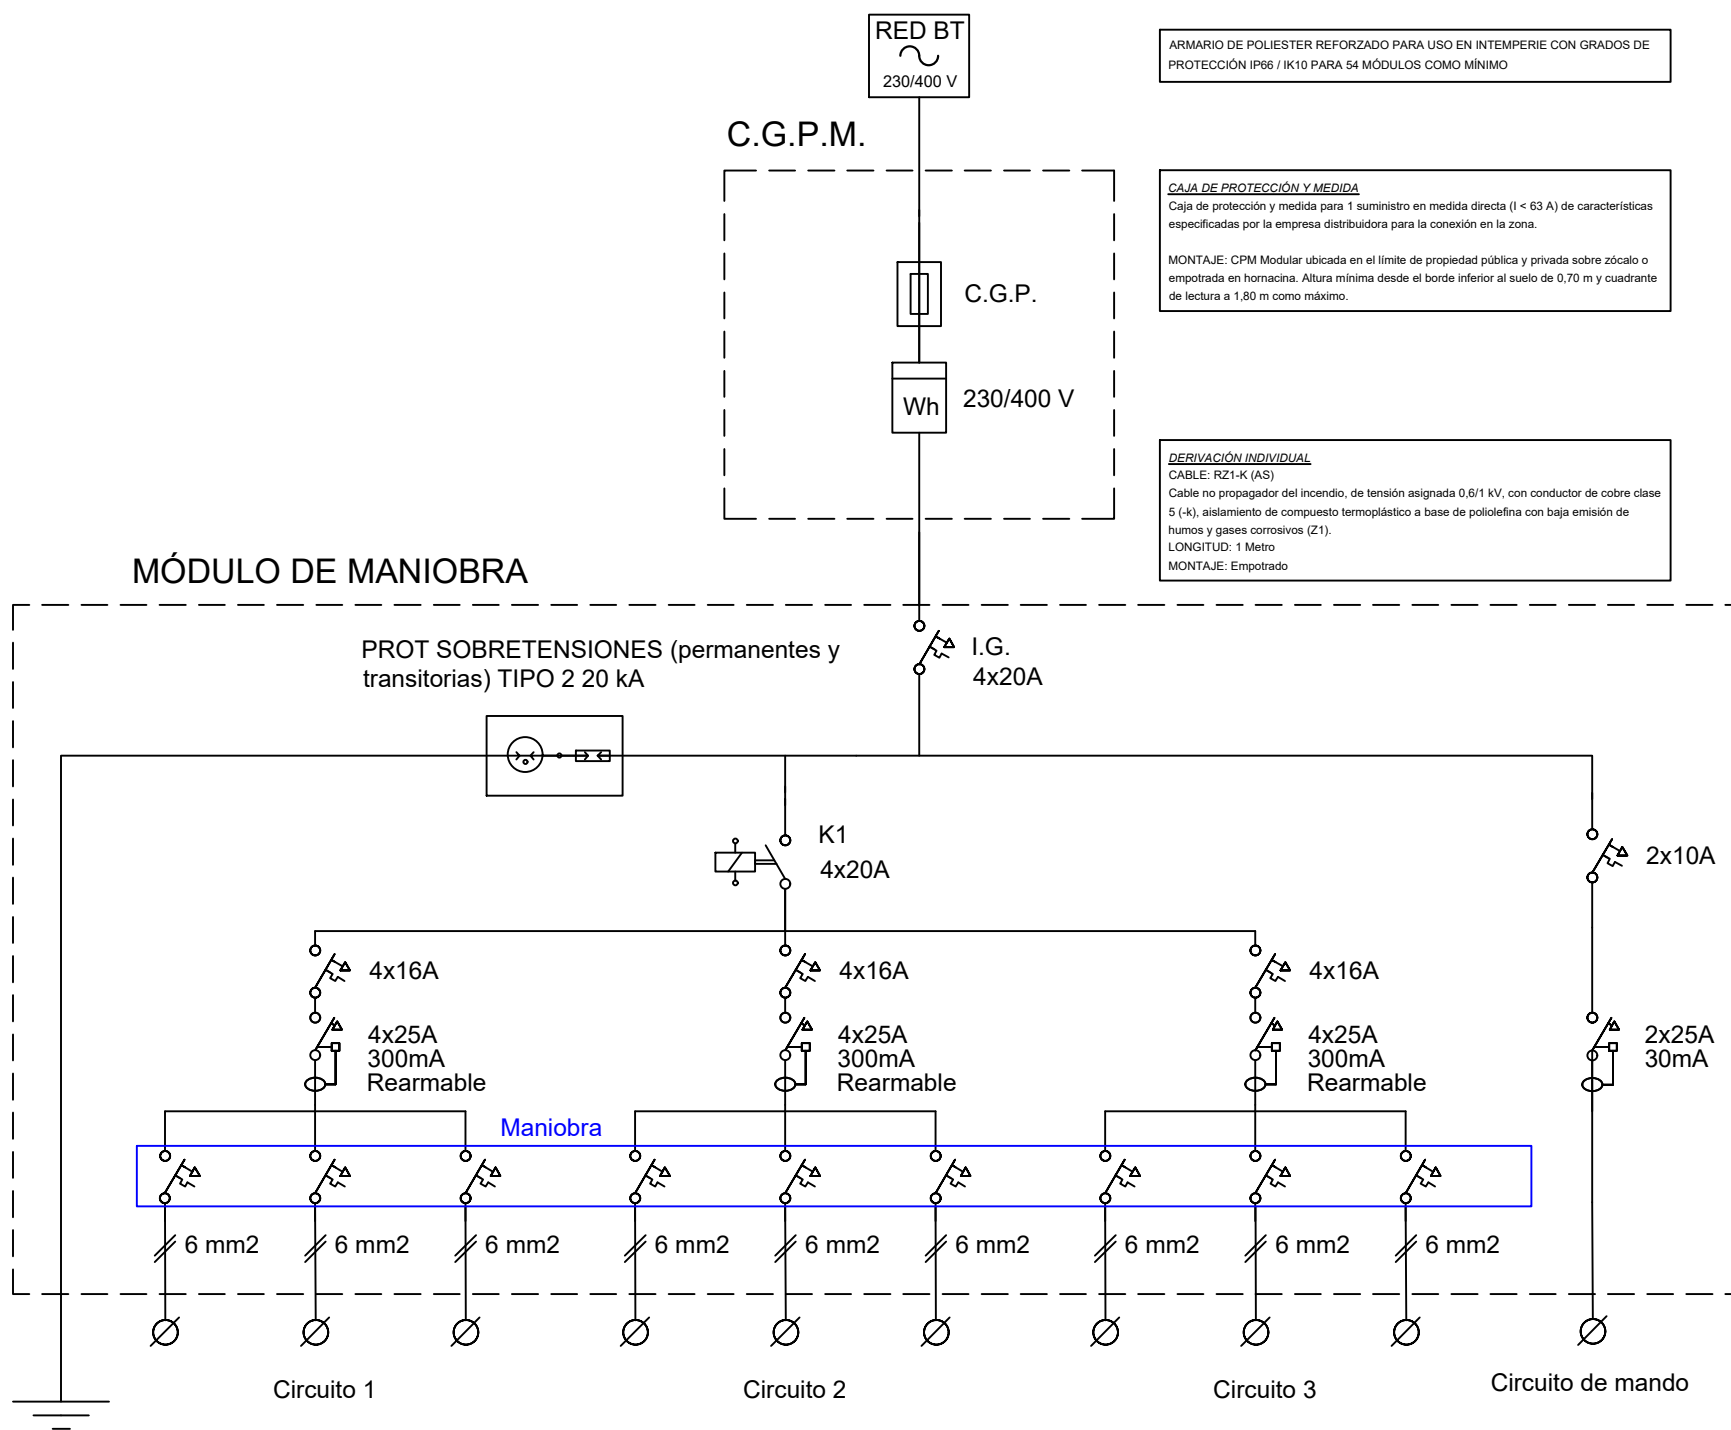 RED BT
230/400 V
ARMARIO DE POLIESTER REFORZADO PARA USO EN INTEMPERIE CON GRADOS DE
PROTECCIÓN IP66 / IK10 PARA 54 MÓDULOS COMO MÍNIMO
C.G.P.M.
CAJA DE PROTECCIÓN Y MEDIDA
Caja de protección y medida para 1 suministro en medida directa (I < 63 A) de características
especificadas por la empresa distribuidora para la conexión en la zona.
MONTAJE: CPM Modular ubicada en el límite de propiedad pública y privada sobre zócalo o
empotrada en hornacina. Altura mínima desde el borde inferior al suelo de 0,70 m y cuadrante
de lectura a 1,80 m como máximo.
C.G.P.
Wh
230/400 V
DERIVACIÓN INDIVIDUAL
CABLE: RZ1-K (AS)
Cable no propagador del incendio, de tensión asignada 0,6/1 kV, con conductor de cobre clase
5 (-k), aislamiento de compuesto termoplástico a base de poliolefina con baja emisión de
humos y gases corrosivos (Z1).
LONGITUD: 1 Metro
MONTAJE: Empotrado
MÓDULO DE MANIOBRA
PROT SOBRETENSIONES (permanentes y
transitorias) TIPO 2 20 kA
I.G.
4x20A
K1
4x20A
2x10A
4x16A
4x16A
4x16A
4x25A
300mA
Rearmable
4x25A
300mA
Rearmable
4x25A
300mA
Rearmable
2x25A
30mA
Maniobra
6 mm2
6 mm2
6 mm2
6 mm2
6 mm2
6 mm2
6 mm2
6 mm2
6 mm2
Circuito 1
Circuito 2
Circuito 3
Circuito de mando